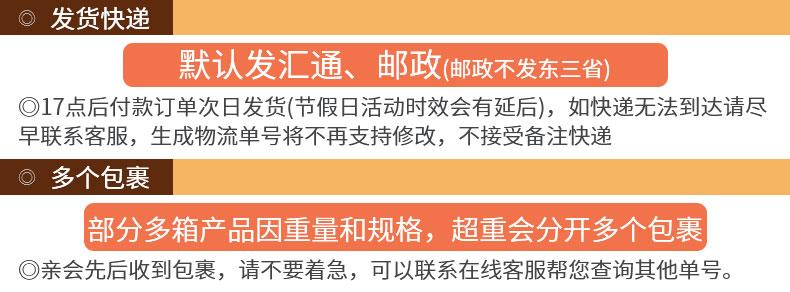 ◎ 发货快递
默认发汇通、邮政(邮政不发东三省)
◎17点后付款订单次日发货(节假日活动时效会有延后)，如快递无法到达请尽
早联系客服，生成物流单号将不再支持修改，不接受备注快递
◎ 多个包裹
部分多箱产品因重量和规格，超重会分开多个包裹
◎亲会先后收到包裹，请不要着急，可以联系在线客服帮您查询其他单号。